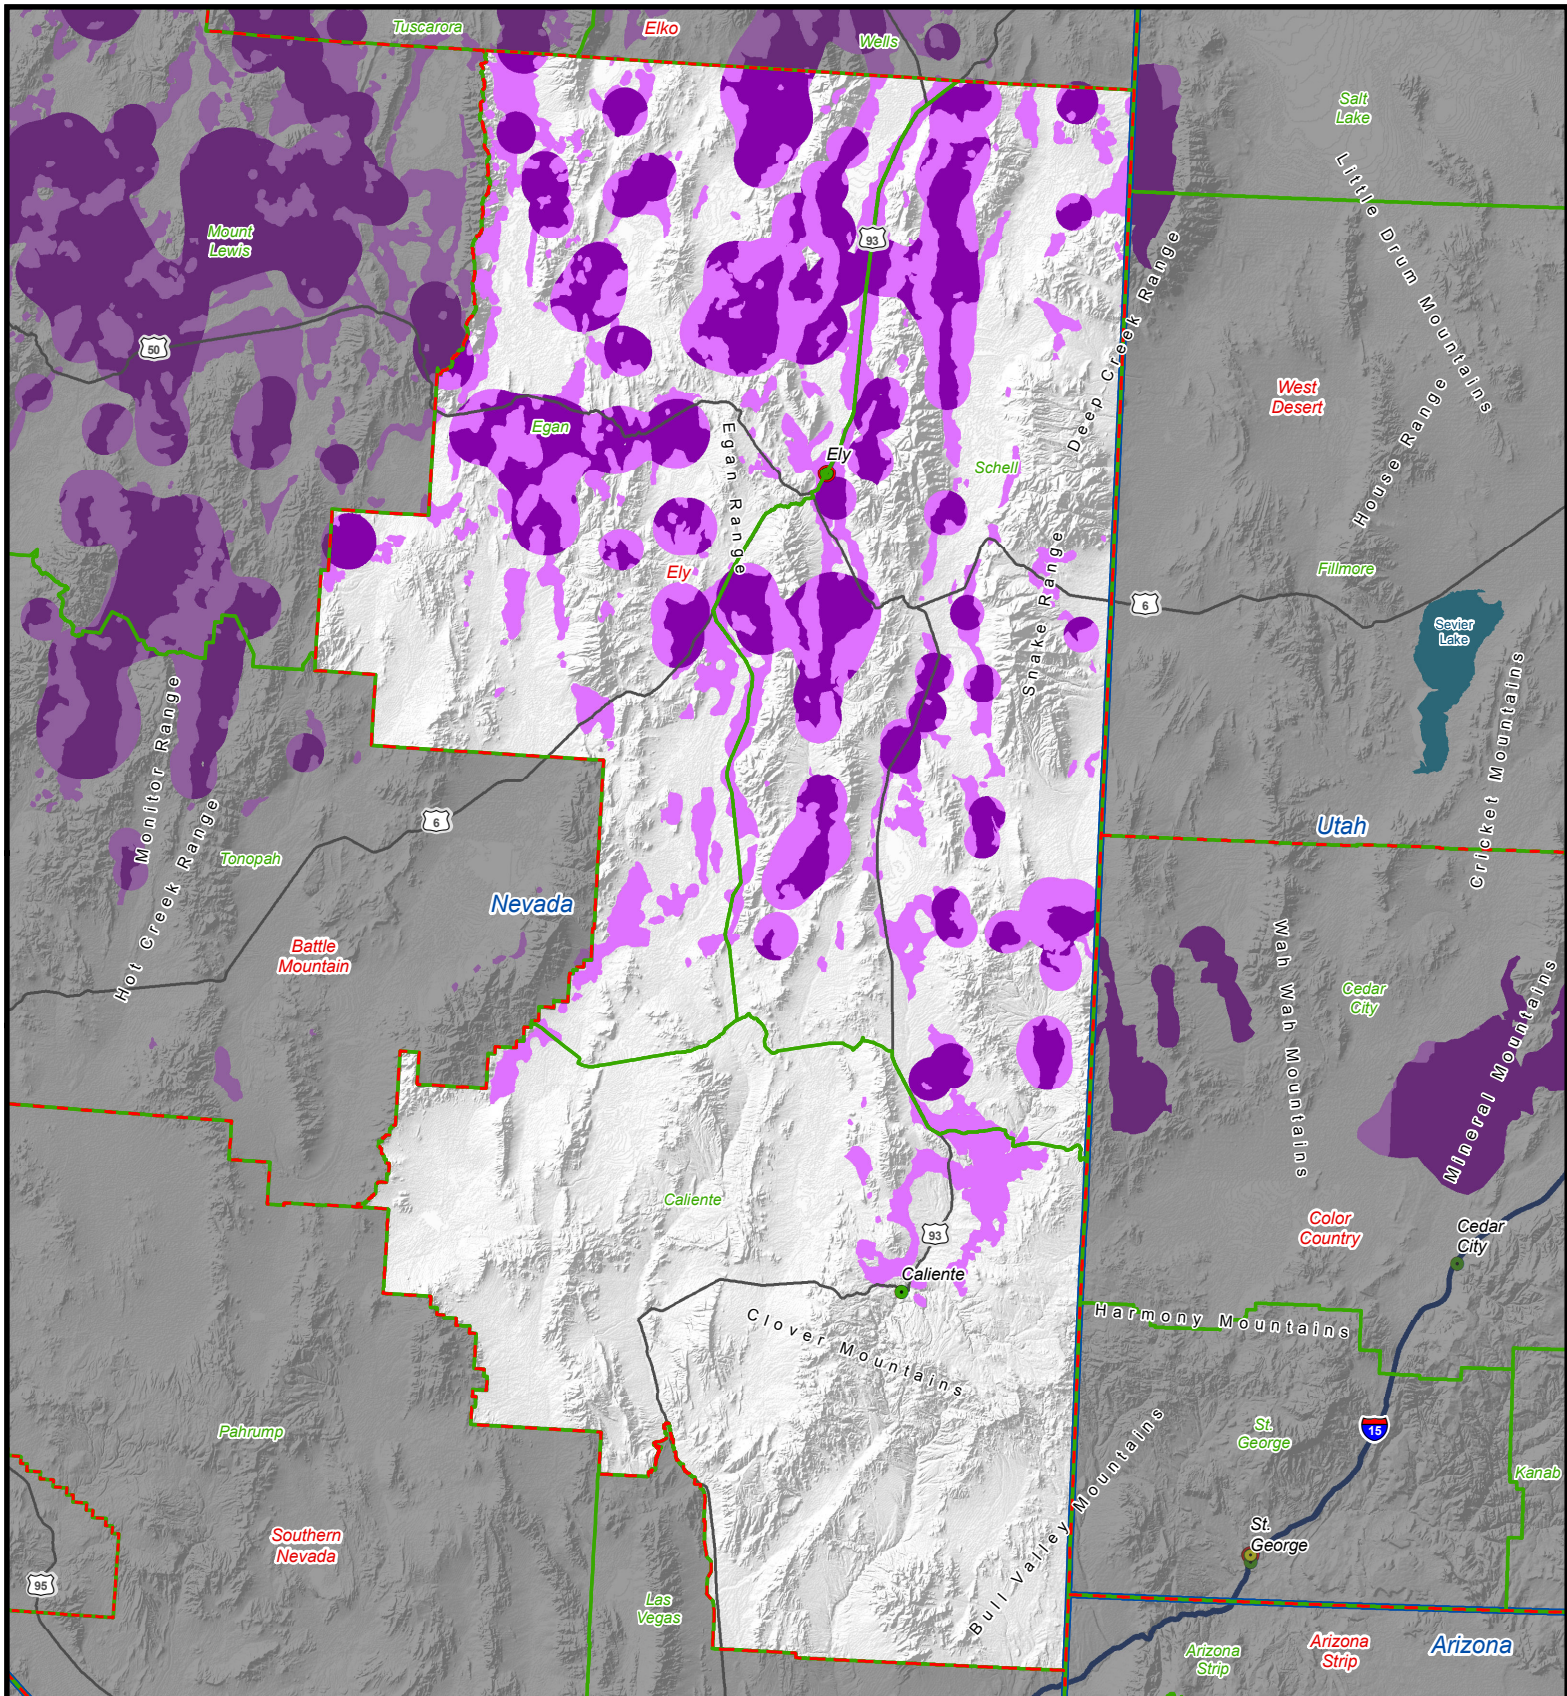 Tuscarora
Elko
Wells
Salt
Lake
Little Drum Mountains
Mount
Lewis
93
Deep Creek Range
50
West
Desert
House Range
Egan
Egan Range
Ely
Schell
Ely
Snake Range
Fillmore
6
Sevier
Lake
Monitor Range
Cricket Mountains
6
Hot Creek Range
Tonopah
Utah
Nevada
Battle
Mountain
Wah Wah Mountains
Cedar
City
Mineral Mountains
Caliente
93
Color
Country
Cedar
City
Caliente
Clover Mountains
Harmony Mountains
Pahrump
Bull Valley Mountains
St.
George
15
Kanab
Southern
Nevada
St.
George
95
Las
Vegas
Arizona
Strip
Arizona
Strip
Arizona